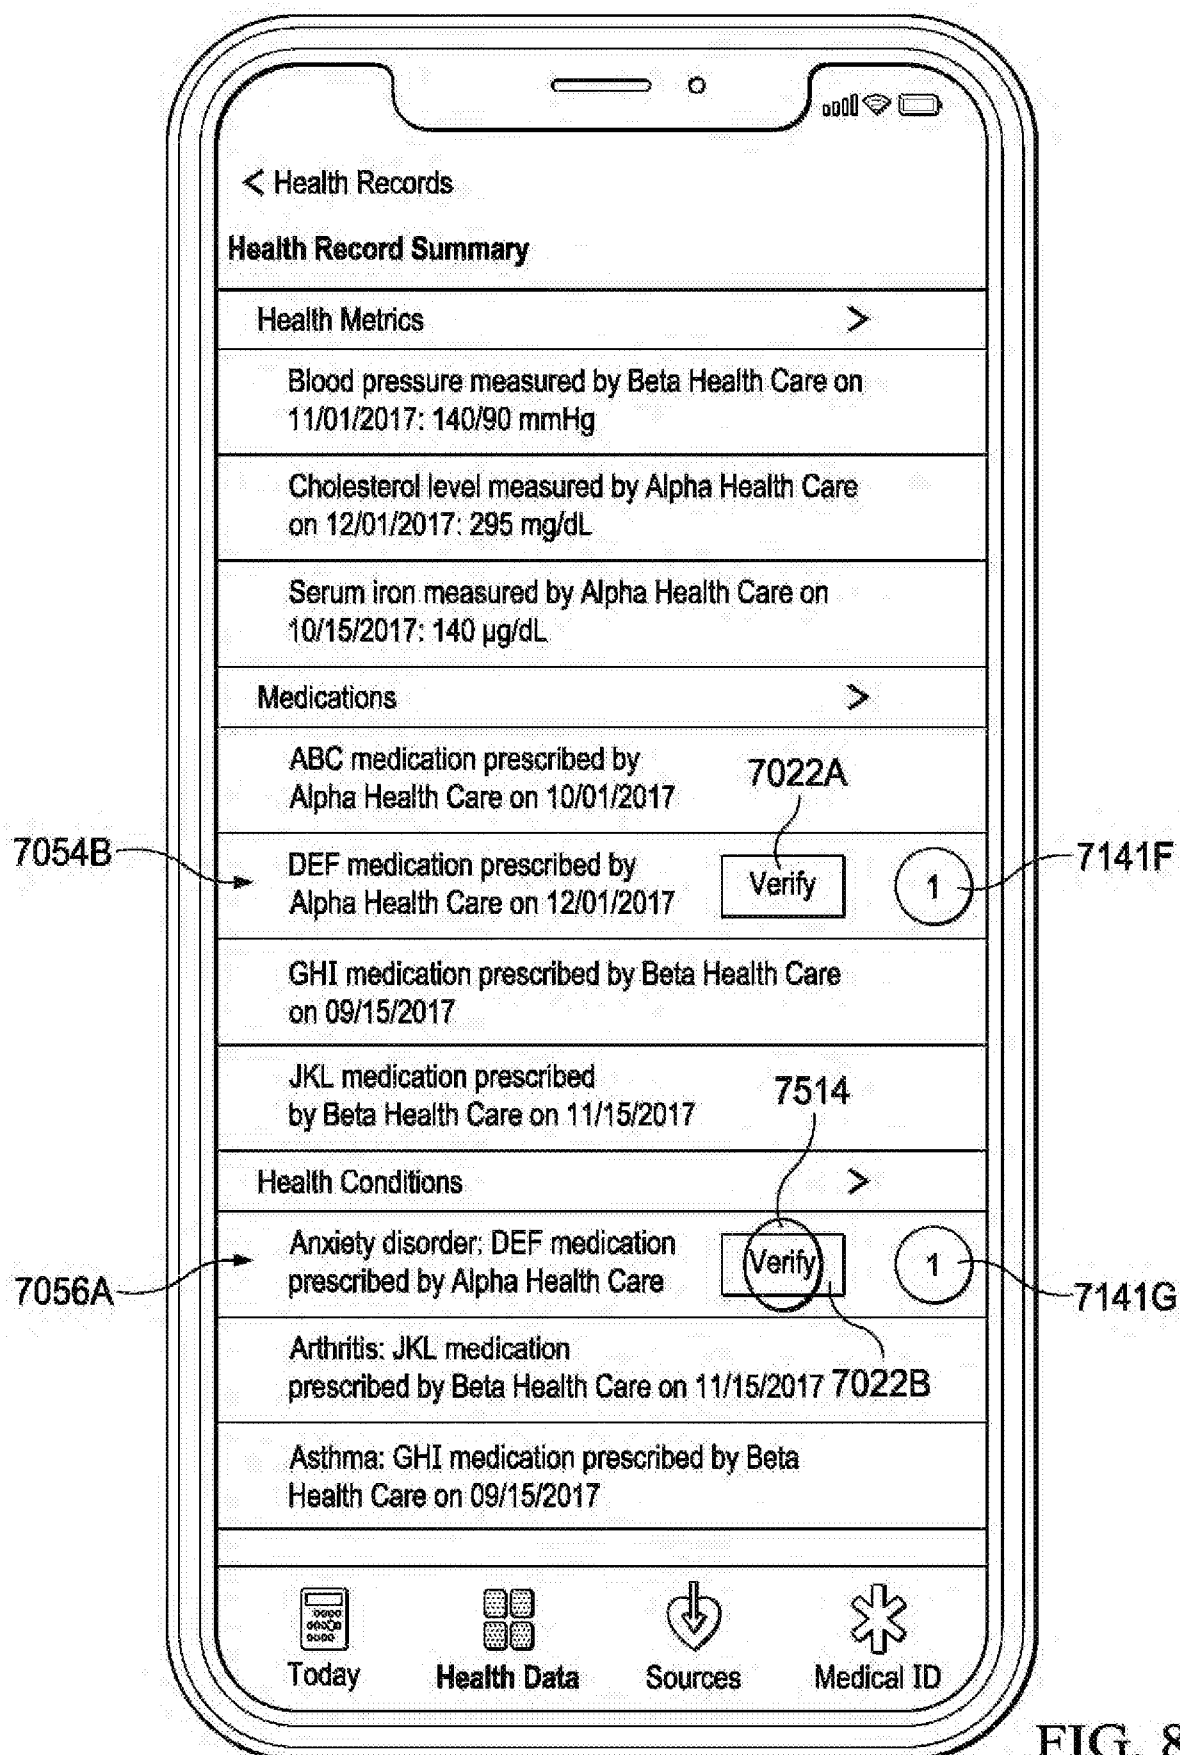 < Health Records
Health Record Summary
Health Metrics >
Blood pressure measured by Beta Health Care on
11/01/2017: 140/90 mmHg
Cholesterol level measured by Alpha Health Care
on 12/01/2017: 295 mg/dL
Serum iron measured by Alpha Health Care on
10/15/2017: 140 µg/dL
Medications >
ABC medication prescribed by
Alpha Health Care on 10/01/2017
7022A
7054B
DEF medication prescribed by
Alpha Health Care on 12/01/2017
Verify
1
7141F
GHI medication prescribed by Beta Health Care
on 09/15/2017
JKL medication prescribed
by Beta Health Care on 11/15/2017
7514
Health Conditions >
7056A
Anxiety disorder: DEF medication
prescribed by Alpha Health Care
Verify
1
7141G
Arthritis: JKL medication
prescribed by Beta Health Care on 11/15/2017
7022B
Asthma: GHI medication prescribed by Beta
Health Care on 09/15/2017
Today
Health Data
Sources
Medical ID
FIG. 8